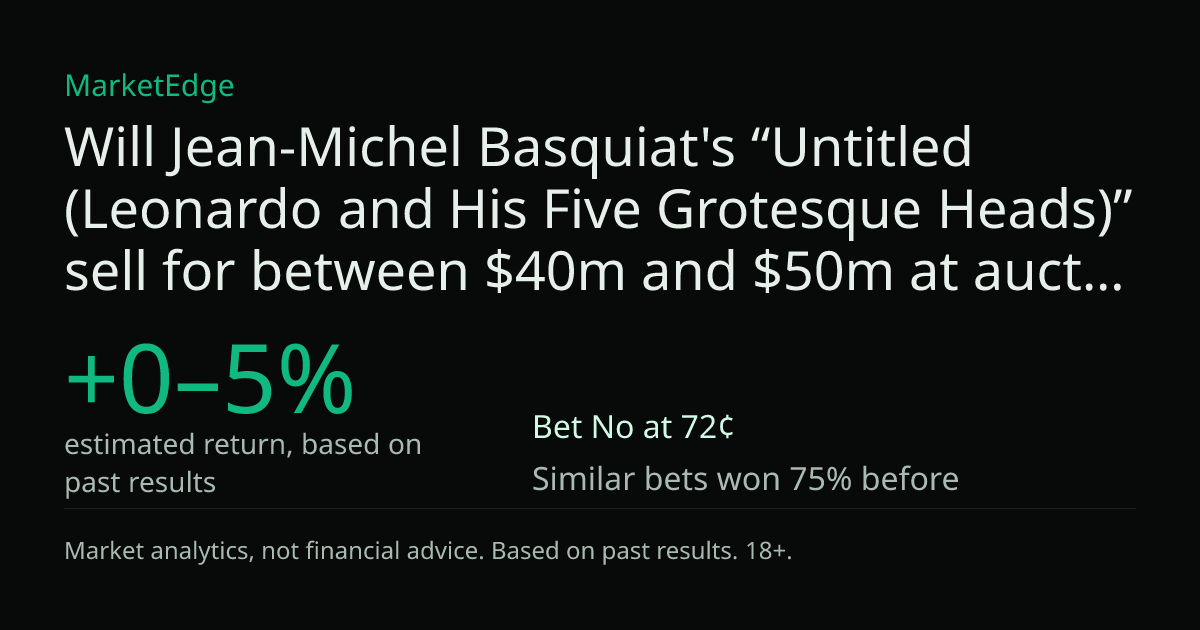 MarketEdge
Will Jean-Michel Basquiat's “Untitled
(Leonardo and His Five Grotesque Heads)”
sell for between $40m and $50m at auct...
+0–5%
estimated return, based on
past results
Bet No at 72¢
Similar bets won 75% before
Market analytics, not financial advice. Based on past results. 18+.